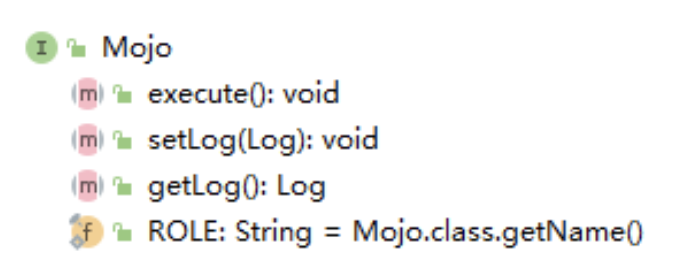 I Mojo
m execute(): void
m setLog(Log): void
m getLog(): Log
f ROLE: String = Mojo.class.getName()